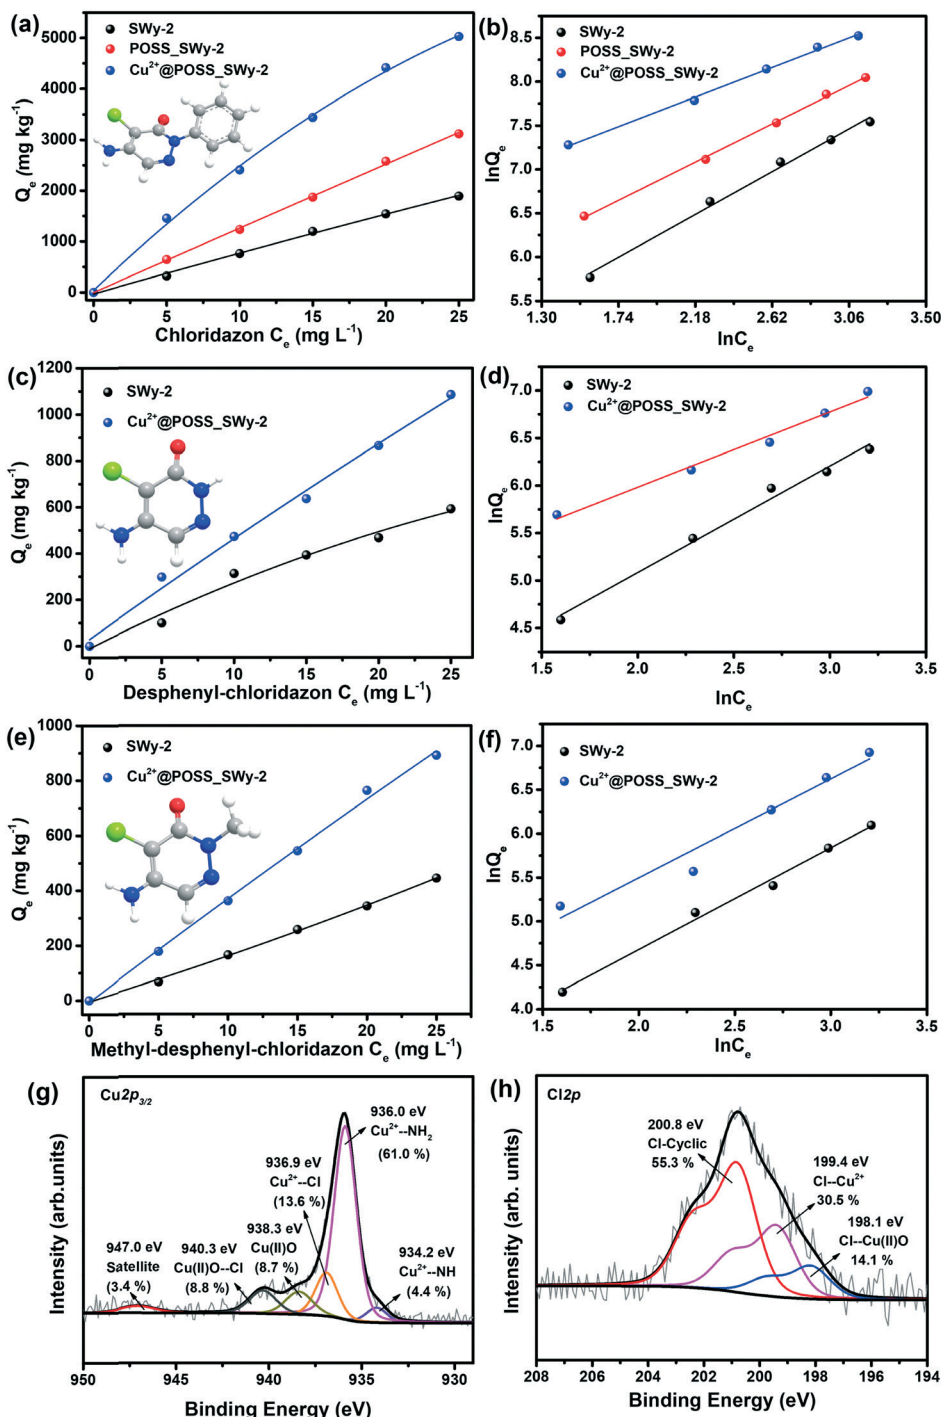 (a)
SWy-2
POSS_SWy-2
Cu²⁺@POSS_SWy-2
5000
4000
3000
2000
1000
0
Qₑ (mg kg⁻¹)
0 5 10 15 20 25
Chloridazon Cₑ (mg L⁻¹)
(b)
SWy-2
POSS_SWy-2
Cu²⁺@POSS_SWy-2
8.5
8.0
7.5
7.0
6.5
6.0
5.5
lnQₑ
1.30 1.74 2.18 2.62 3.06 3.50
lnCₑ
(c)
SWy-2
Cu²⁺@POSS_SWy-2
1200
1000
800
600
400
200
0
Qₑ (mg kg⁻¹)
0 5 10 15 20 25
Desphenyl-chloridazon Cₑ (mg L⁻¹)
(d)
SWy-2
Cu²⁺@POSS_SWy-2
7.0
6.5
6.0
5.5
5.0
4.5
lnQₑ
1.5 2.0 2.5 3.0 3.5
lnCₑ
(e)
SWy-2
Cu²⁺@POSS_SWy-2
1000
800
600
400
200
0
Qₑ (mg kg⁻¹)
0 5 10 15 20 25
Methyl-desphenyl-chloridazon Cₑ (mg L⁻¹)
(f)
SWy-2
Cu²⁺@POSS_SWy-2
7.0
6.5
6.0
5.5
5.0
4.5
4.0
lnQₑ
1.5 2.0 2.5 3.0 3.5
lnCₑ
(g)
Cu2p₃/₂
936.0 eV
Cu²⁺--NH₂
(61.0 %)
936.9 eV
Cu²⁺--Cl
(13.6 %)
938.3 eV
Cu(II)O
(8.7 %)
940.3 eV
Cu(II)O--Cl
(8.8 %)
947.0 eV
Satellite
(3.4 %)
934.2 eV
Cu²⁺--NH
(4.4 %)
Intensity (arb.units)
950 945 940 935 930
Binding Energy (eV)
(h)
Cl2p
200.8 eV
Cl-Cyclic
55.3 %
199.4 eV
Cl--Cu²⁺
30.5 %
198.1 eV
Cl--Cu(II)O
14.1 %
Intensity (arb. units)
208 206 204 202 200 198 196 194
Binding Energy (eV)